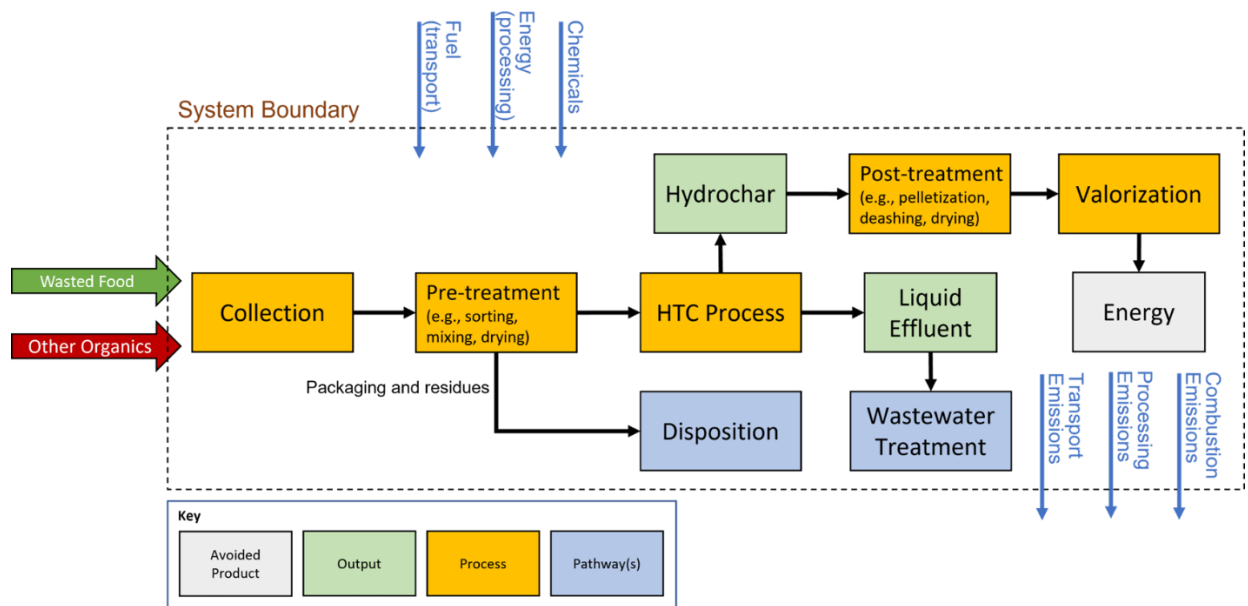 Fuel
(transport)
Energy
(processing)
Chemicals
System Boundary
Hydrochar
Post-treatment
(e.g., pelletization,
deashing, drying)
Valorization
Wasted Food
Other Organics
Collection
Pre-treatment
(e.g., sorting,
mixing, drying)
HTC Process
Liquid
Effluent
Energy
Packaging and residues
Disposition
Wastewater
Treatment
Transport
Emissions
Processing
Emissions
Combustion
Emissions
Key
Avoided
Product
Output
Process
Pathway(s)